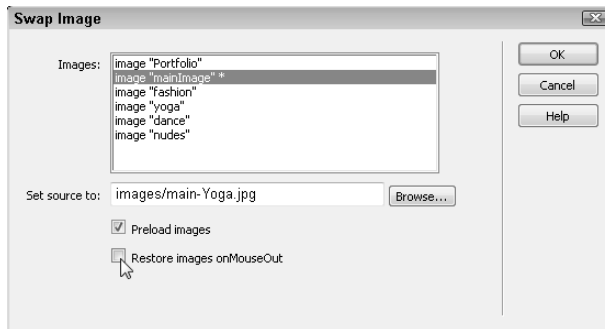 Swap Image
Images:
image "Portfolio"
image "mainImage" *
image "fashion"
image "yoga"
image "dance"
image "nudes"
OK
Cancel
Help
Set source to: images/main-Yoga.jpg Browse...
Preload images
Restore images onMouseOut